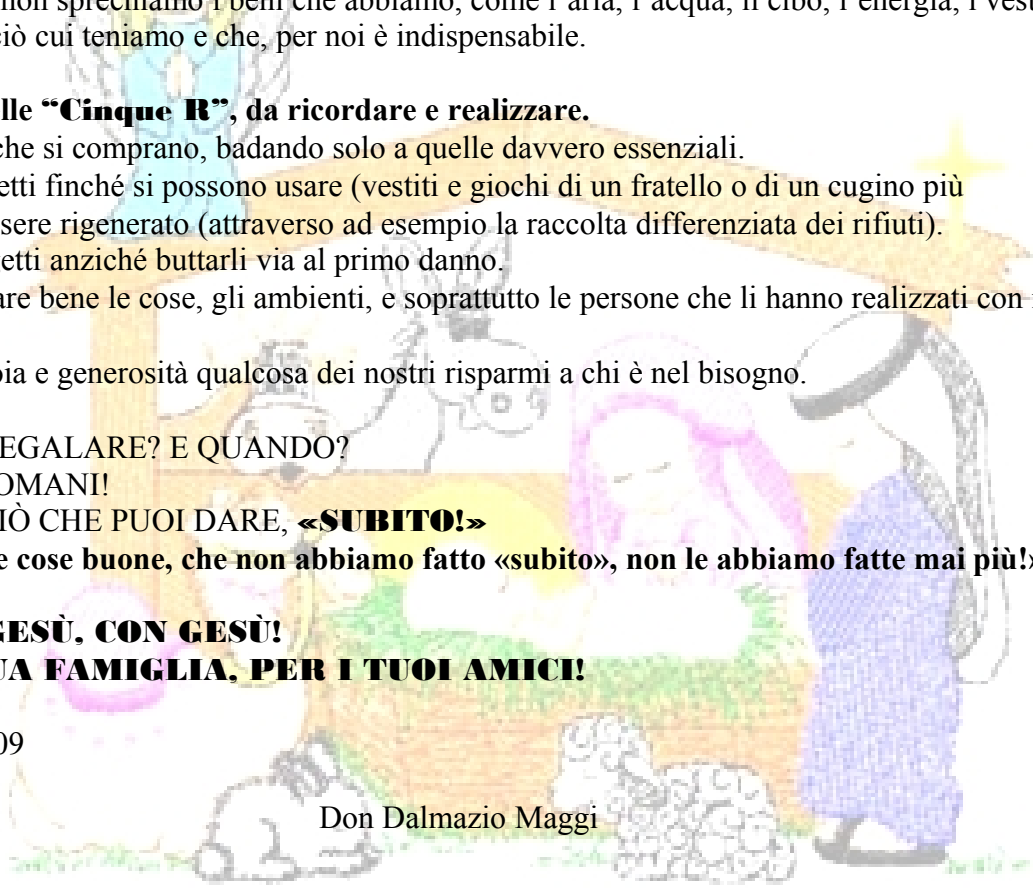 non sprechiamo i beni che abbiamo, come l’aria, l’acqua, il cibo, l’energia, i vest
ciò cui teniamo e che, per noi è indispensabile.
lle “Cinque R”, da ricordare e realizzare.
che si comprano, badando solo a quelle davvero essenziali.
etti finché si possono usare (vestiti e giochi di un fratello o di un cugino più
sere rigenerato (attraverso ad esempio la raccolta differenziata dei rifiuti).
etti anziché buttarli via al primo danno.
are bene le cose, gli ambienti, e soprattutto le persone che li hanno realizzati con
oia e generosità qualcosa dei nostri risparmi a chi è nel bisogno.
EGALARE? E QUANDO?
OMANI!
IÒ CHE PUOI DARE, «SUBITO!»
e cose buone, che non abbiamo fatto «subito», non le abbiamo fatte mai più!»
GESÙ, CON GESÙ!
UA FAMIGLIA, PER I TUOI AMICI!
09
Don Dalmazio Maggi